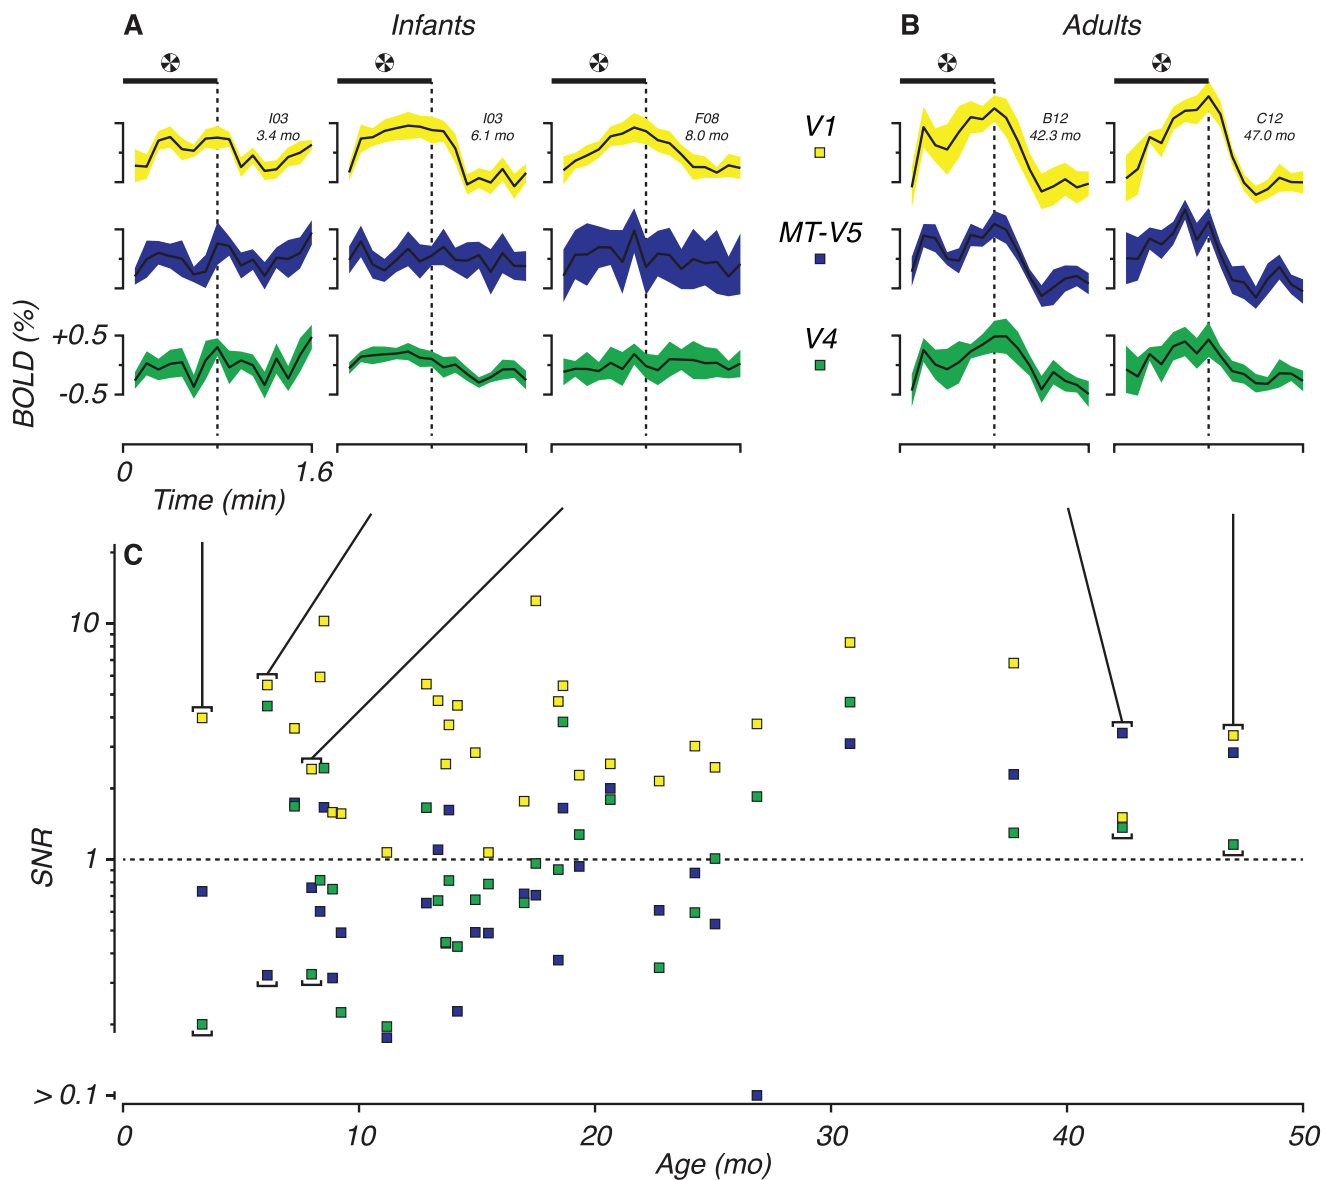 A Infants B Adults
I03
3.4 mo
I03
6.1 mo
F08
8.0 mo
V1
B12
42.3 mo
C12
47.0 mo
MT-V5
V4
BOLD (%)
+0.5
-0.5
0 1.6
Time (min)
C
SNR
10
1
> 0.1
0 10 20 30 40 50
Age (mo)